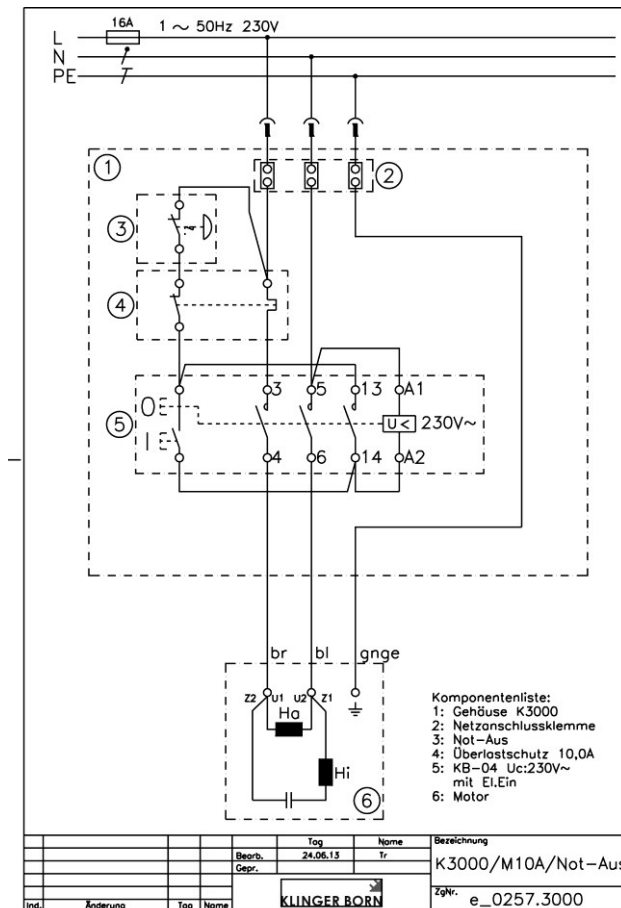 16A 1 ~ 50Hz 230V
L
N
PE
1
2
3
4
3 5 13 A1
O
5
U< 230V~
I
4 6 14 A2
br bl gnge
Z2 U1 U2 Z1
Ha
Hi
6
Komponentenliste:
1: Gehäuse K3000
2: Netzanschlussklemme
3: Not-Aus
4: Überlastschutz 10,0A
5: KB-04 Uc:230V~
mit El.Ein
6: Motor
Tag Name Bezeichnung
Bearb. 24.06.13 Tr
Gepr.
K3000/M10A/Not-Aus
KLINGER BORN
ZgNr. e_0257.3000
Ind. Änderung Tag Name